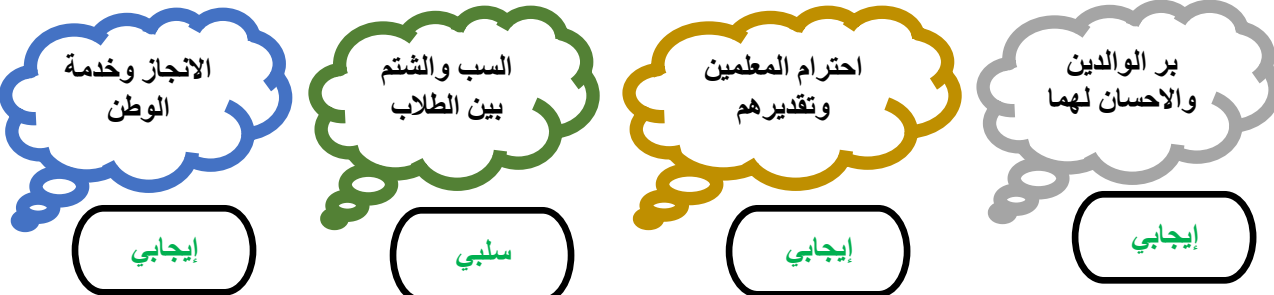 بر الوالدين
والاحسان لهما
احترام المعلمين
وتقديرهم
السب والشتم
بين الطلاب
الانجاز وخدمة
الوطن
إيجابي
إيجابي
سلبي
إيجابي